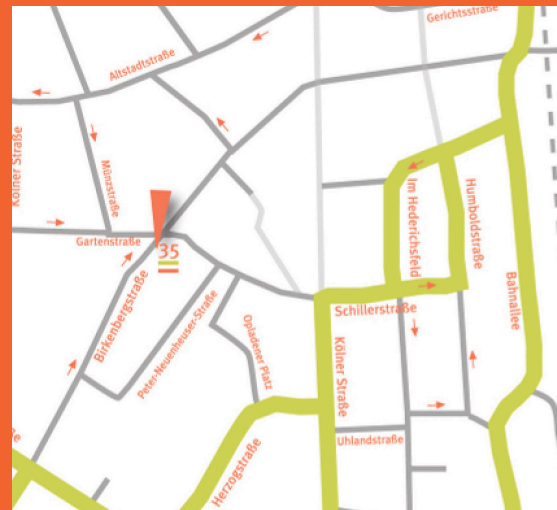 Gerichtsstraße
Altstadtstraße
Kölner Straße
Münzstraße
Im Hederichsfeld
Humboldtstraße
Gartenstraße
35
Bahnallee
Birkenbergstraße
Peter-Neuenheuser-Straße
Schillerstraße
Opladener Platz
Kölner Straße
Uhlandstraße
Herzogstraße